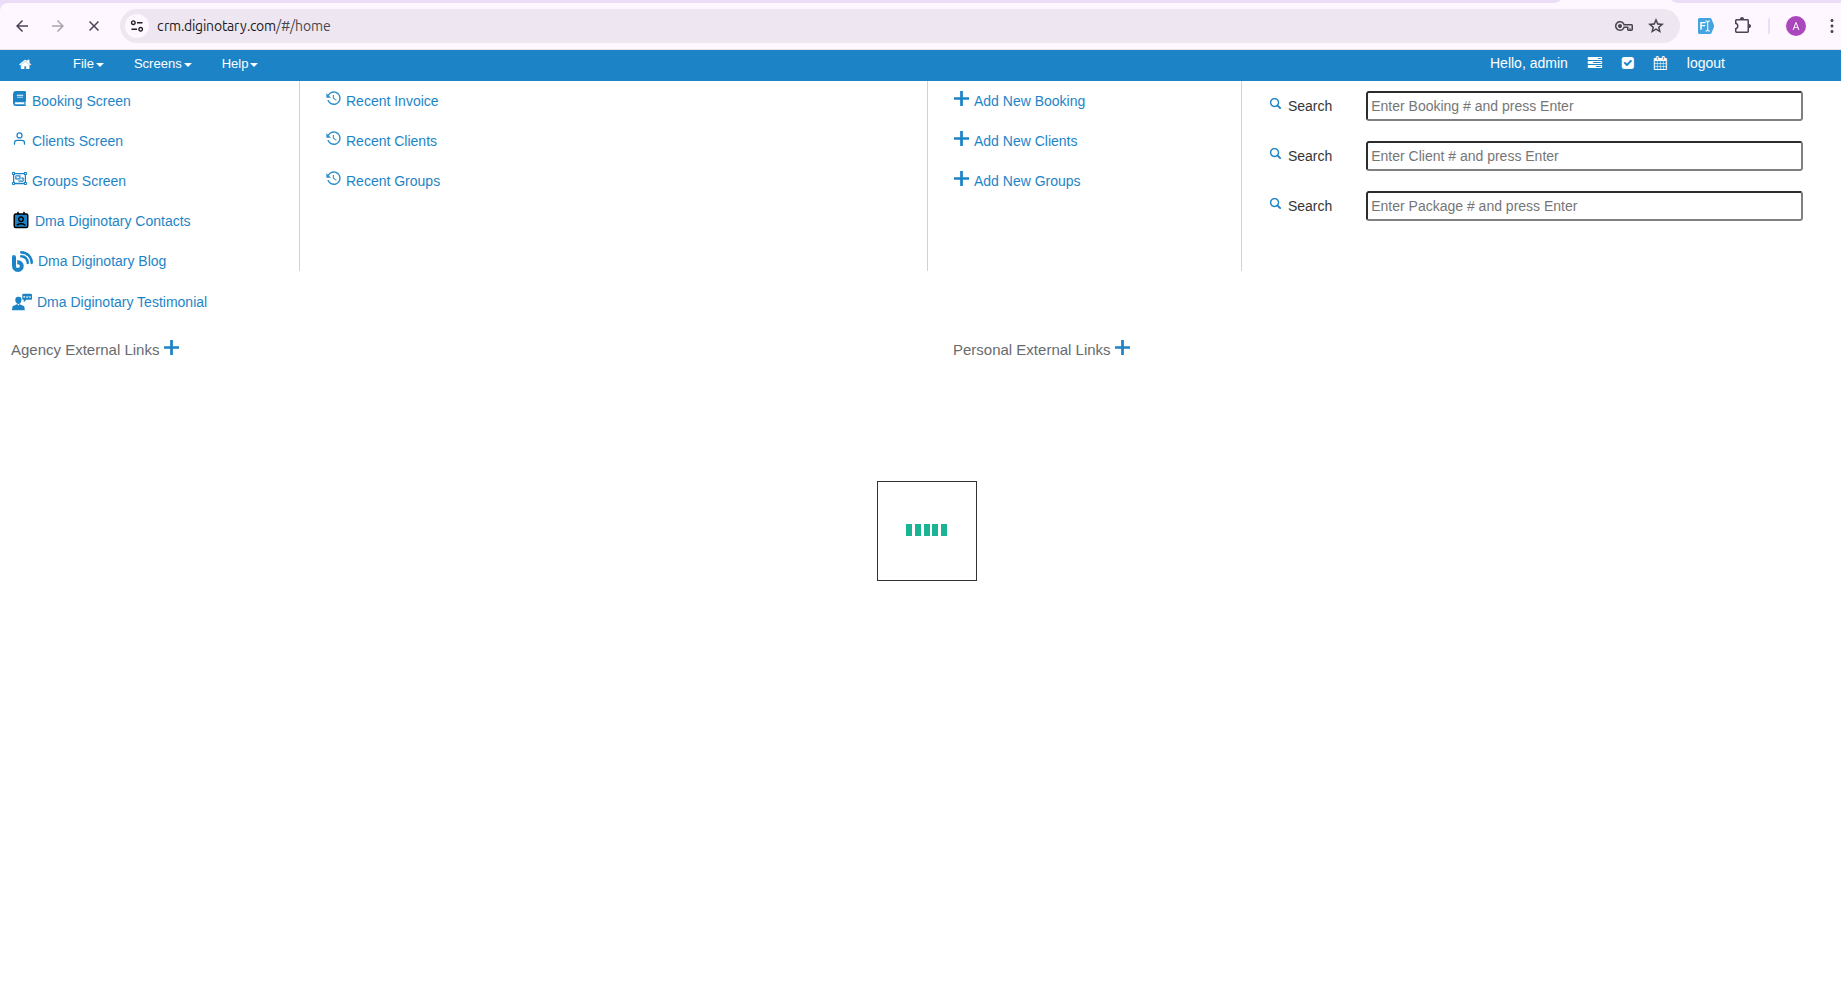 crm.diginotary.com/#/home
A
File Screens Help Hello, admin logout
Booking Screen
Clients Screen
Groups Screen
Dma Diginotary Contacts
Dma Diginotary Blog
Dma Diginotary Testimonial
Recent Invoice
Recent Clients
Recent Groups
Add New Booking
Add New Clients
Add New Groups
Search Enter Booking # and press Enter
Search Enter Client # and press Enter
Search Enter Package # and press Enter
Agency External Links
Personal External Links